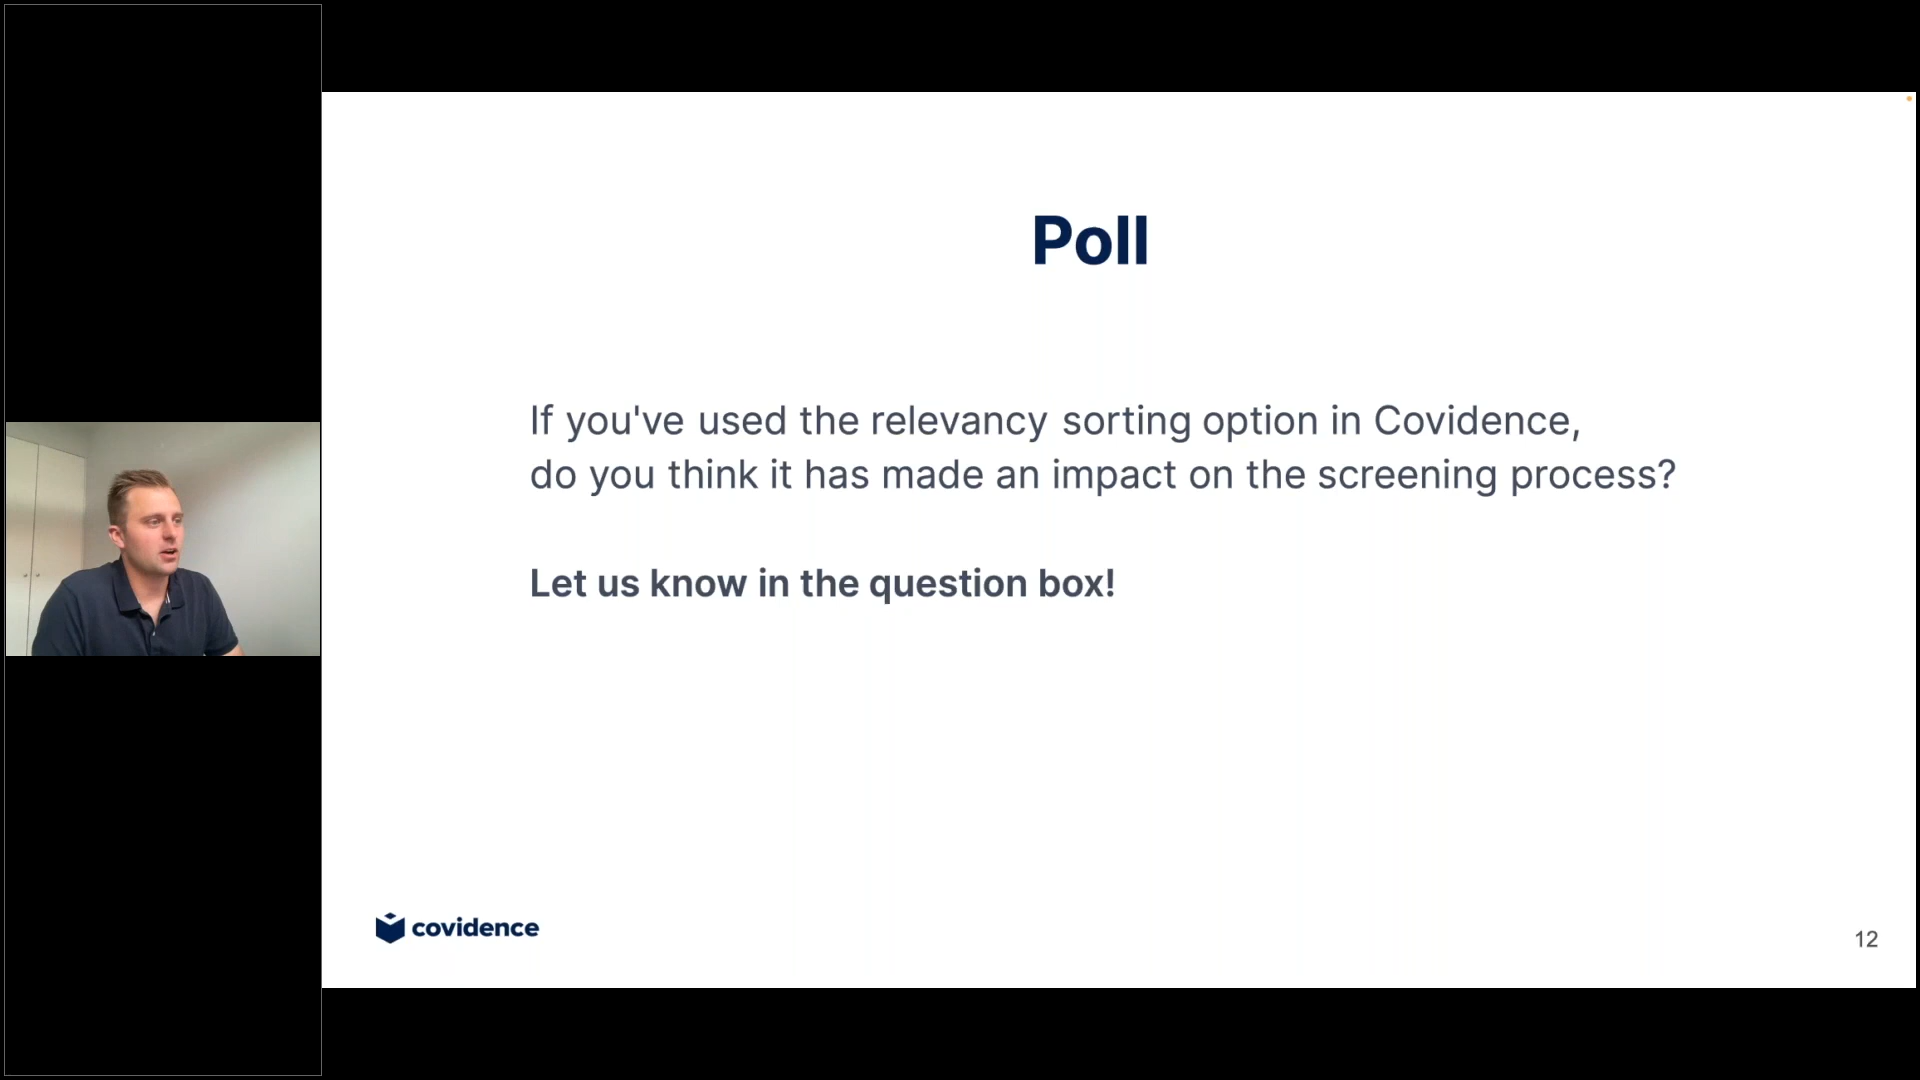 Poll
If you've used the relevancy sorting option in Covidence,
do you think it has made an impact on the screening process?
Let us know in the question box!
covidence
12